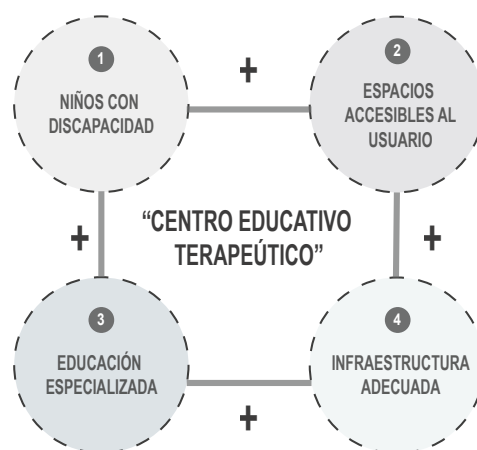 1
NIÑOS CON
DISCAPACIDAD
+
2
ESPACIOS
ACCESIBLES AL
USUARIO
+
“CENTRO EDUCATIVO
TERAPEÚTICO”
+
3
EDUCACIÓN
ESPECIALIZADA
+
4
INFRAESTRUCTURA
ADECUADA